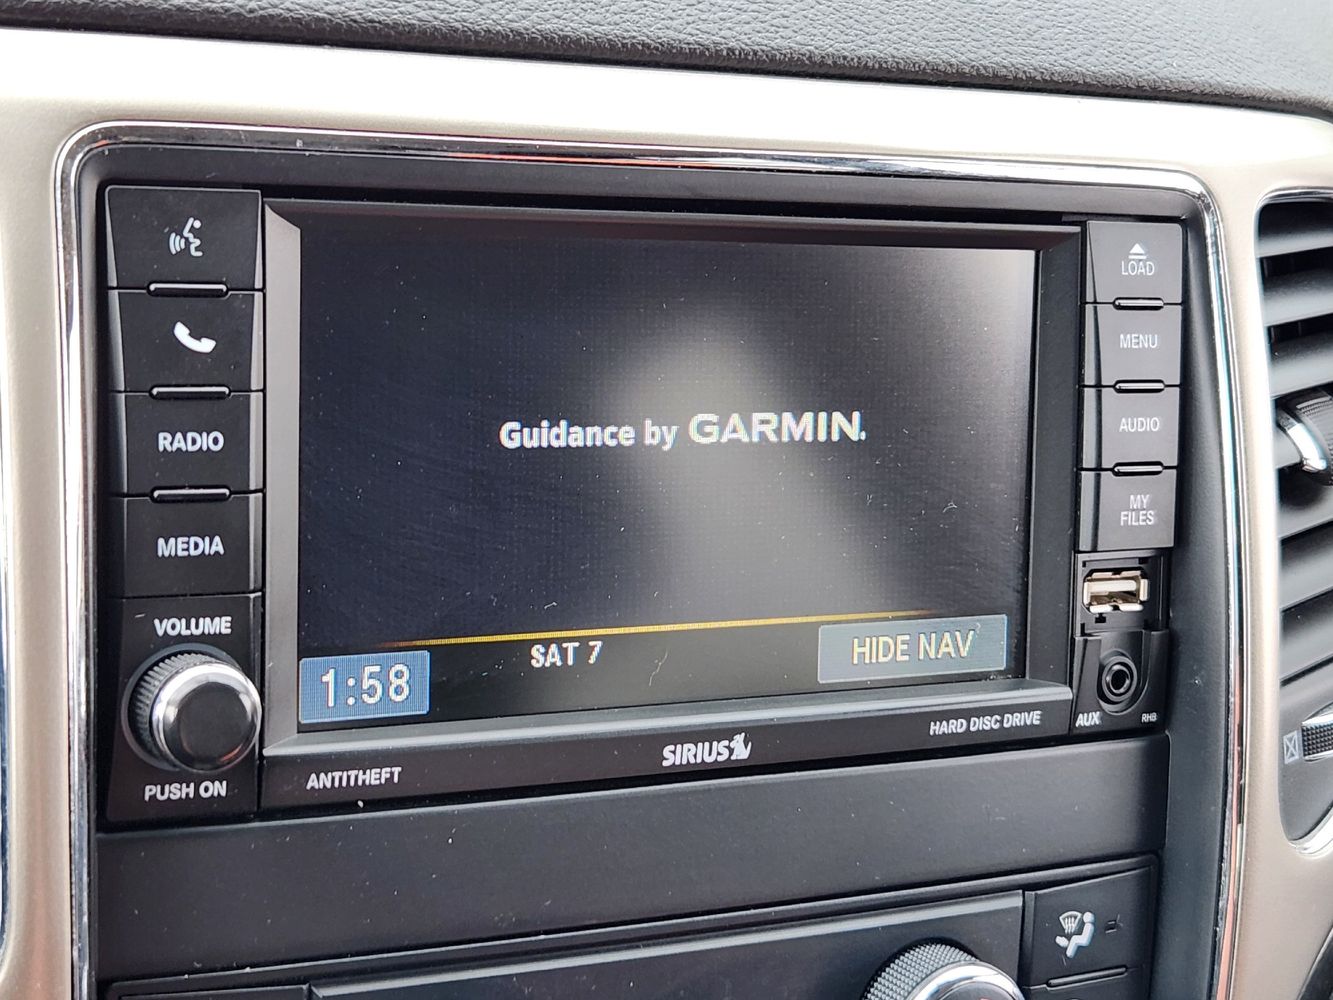 RADIO
MEDIA
VOLUME
PUSH ON
Guidance by GARMIN.
1:58
SAT 7
HIDE NAV
ANTITHEFT
SIRIUS
HARD DISC DRIVE
LOAD
MENU
AUDIO
MY
FILES
AUX
RHB